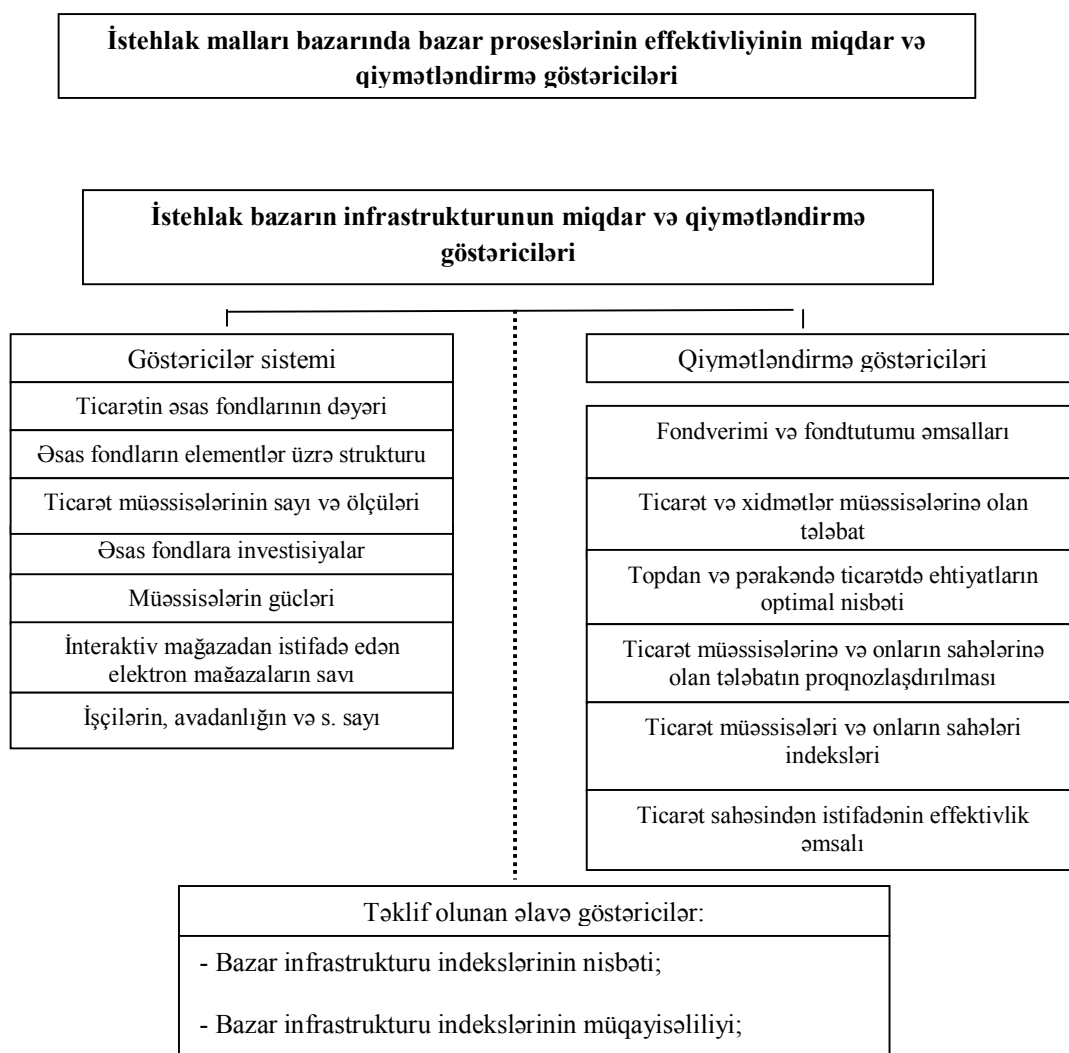 İstehlak malları bazarında bazar proseslərinin effektivliyinin miqdar və
qiymətləndirmə göstəriciləri
İstehlak bazarın infrastrukturunun miqdar və qiymətləndirmə
göstəriciləri
Göstəricilər sistemi
Ticarətin əsas fondlarının dəyəri
Əsas fondların elementlər üzrə strukturu
Ticarət müəssisələrinin sayı və ölçüləri
Əsas fondlara investisiyalar
Müəssisələrin gücləri
İnteraktiv mağazadan istifadə edən
elektron mağazaların sayı
İşçilərin, avadanlığın və s. sayı
Qiymətləndirmə göstəriciləri
Fondverimi və fondtutumu əmsalları
Ticarət və xidmətlər müəssisələrinə olan
tələbat
Topdan və pərakəndə ticarətdə ehtiyatların
optimal nisbəti
Ticarət müəssisələrinə və onların sahələrinə
olan tələbatın proqnozlaşdırılması
Ticarət müəssisələri və onların sahələri
indeksləri
Ticarət sahəsindən istifadənin effektivlik
əmsalı
Təklif olunan əlavə göstəricilər:
- Bazar infrastrukturu indekslərinin nisbəti;
- Bazar infrastrukturu indekslərinin müqayisəliliyi;